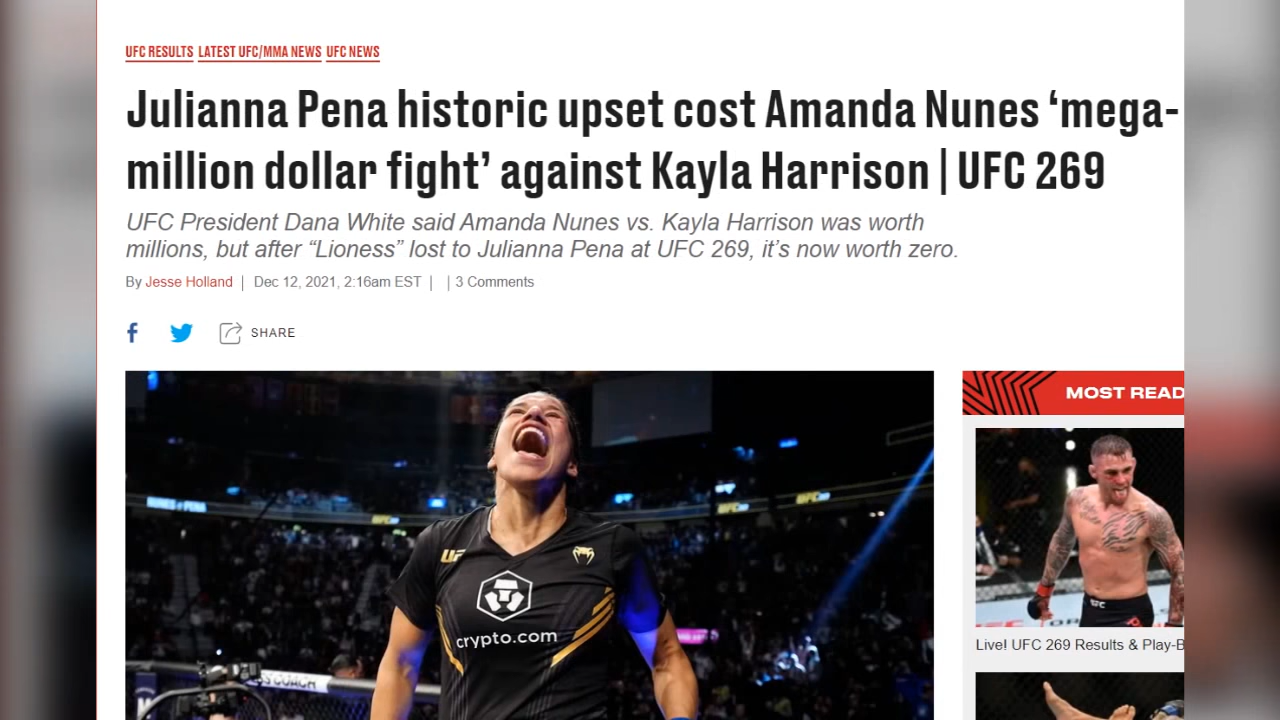 UFC RESULTS LATEST UFC/MMA NEWS UFC NEWS
Julianna Pena historic upset cost Amanda Nunes ‘mega-
million dollar fight’ against Kayla Harrison | UFC 269
UFC President Dana White said Amanda Nunes vs. Kayla Harrison was worth
millions, but after “Lioness” lost to Julianna Pena at UFC 269, it’s now worth zero.
By Jesse Holland | Dec 12, 2021, 2:16am EST | | 3 Comments
SHARE
MOST READ
NUNES PENA
UFC
crypto.com
Live! UFC 269 Results & Play-B
COACH